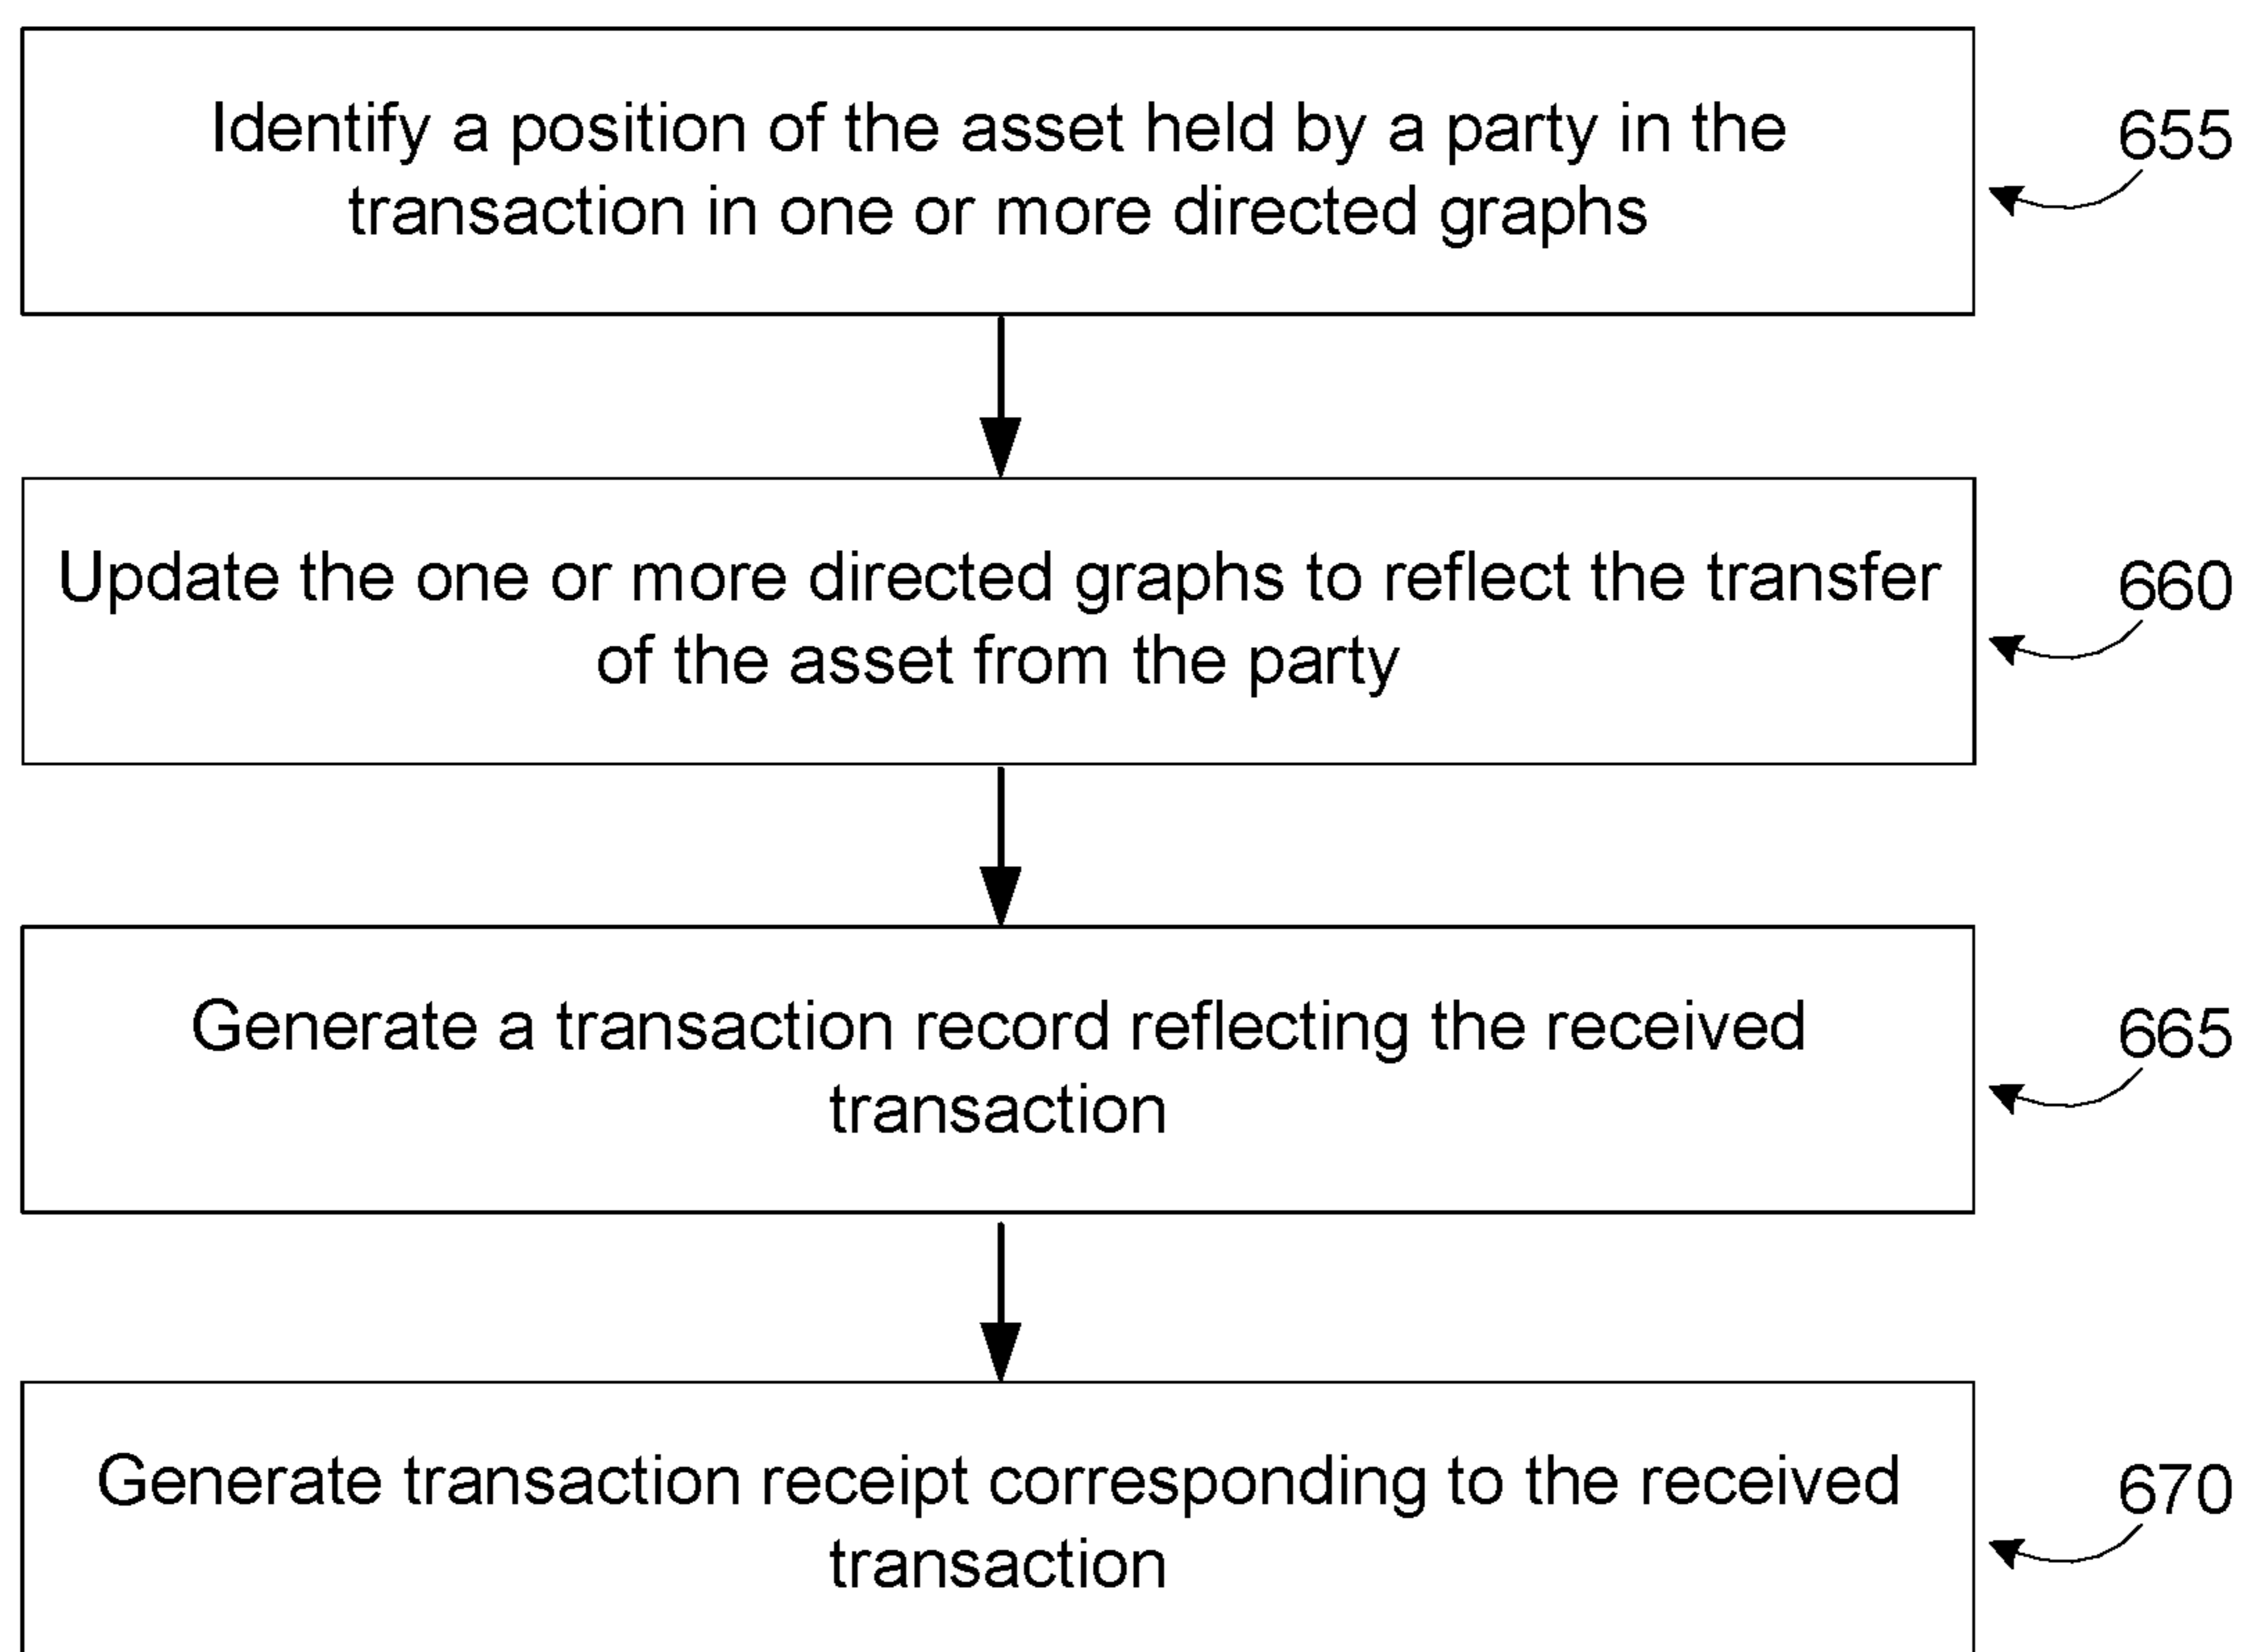 Identify a position of the asset held by a party in the
transaction in one or more directed graphs
655
Update the one or more directed graphs to reflect the transfer
of the asset from the party
660
Generate a transaction record reflecting the received
transaction
665
Generate transaction receipt corresponding to the received
transaction
670